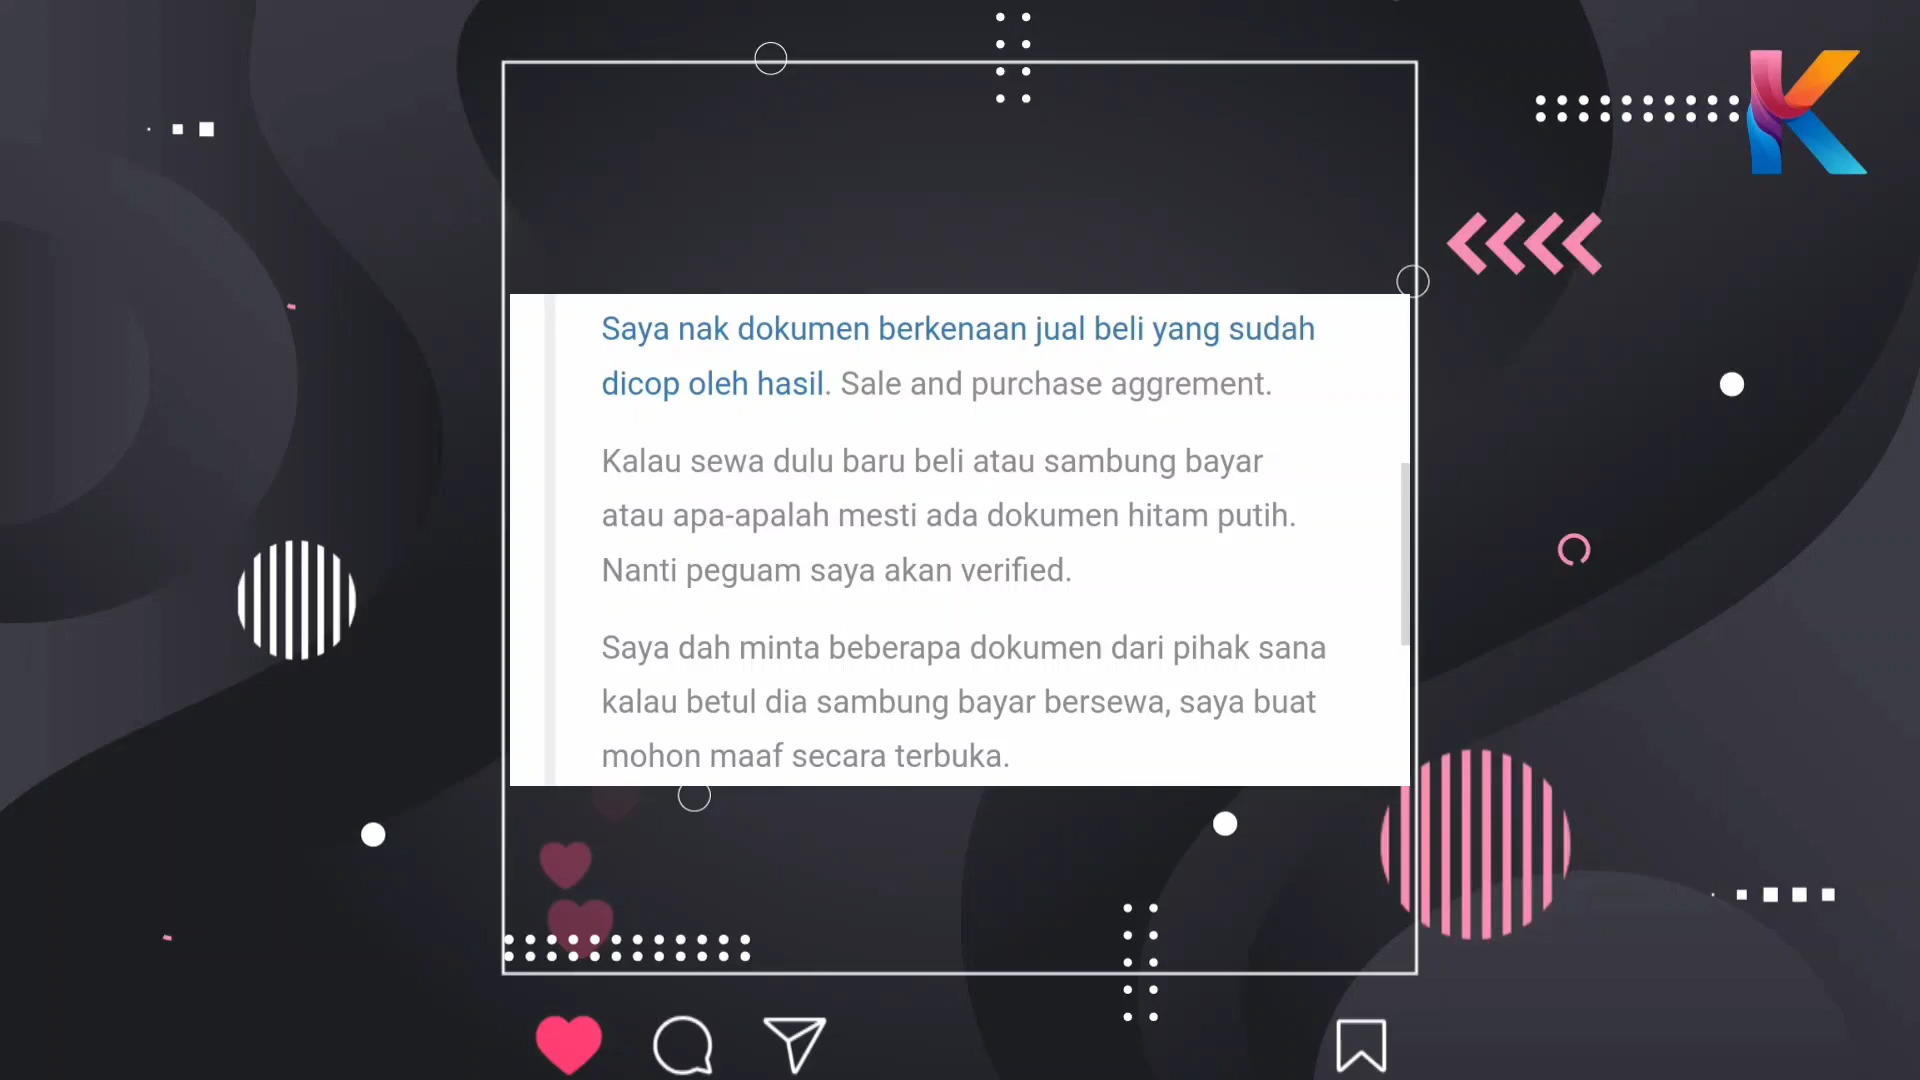 Saya nak dokumen berkenaan jual beli yang sudah
dicop oleh hasil. Sale and purchase aggrement.
Kalau sewa dulu baru beli atau sambung bayar
atau apa-apalah mesti ada dokumen hitam putih.
Nanti peguam saya akan verified.
Saya dah minta beberapa dokumen dari pihak sana
kalau betul dia sambung bayar bersewa, saya buat
mohon maaf secara terbuka.
K